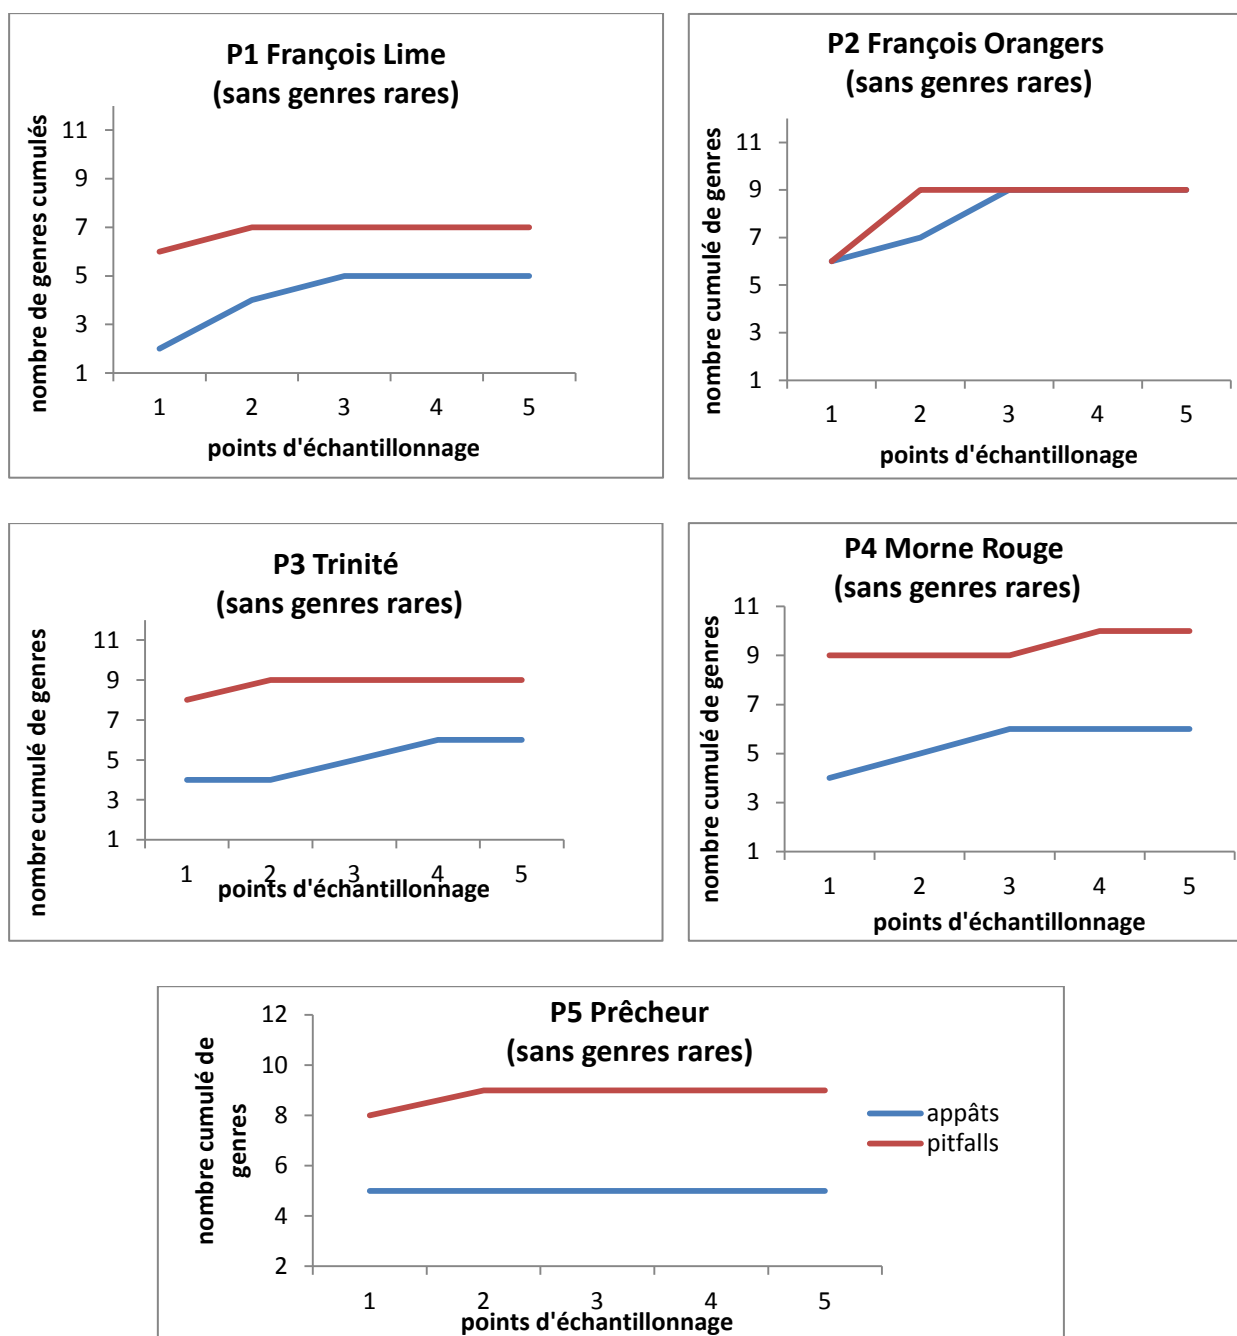 P1 François Lime
(sans genres rares)
nombre de genres cumulés
11
9
7
5
3
1
1 2 3 4 5
points d'échantillonnage
P2 François Orangers
(sans genres rares)
nombre cumulé de genres
11
9
7
5
3
1
1 2 3 4 5
points d'échantillonage
P3 Trinité
(sans genres rares)
nombre cumulé de genres
11
9
7
5
3
1
1 2 3 4 5
points d'échantillonnage
P4 Morne Rouge
(sans genres rares)
nombre cumulé de genres
11
9
7
5
3
1
1 2 3 4 5
points d'échantillonnage
P5 Prêcheur
(sans genres rares)
nombre cumulé de
genres
12
10
8
6
4
2
1 2 3 4 5
points d'échantillonnage
appâts
pitfalls